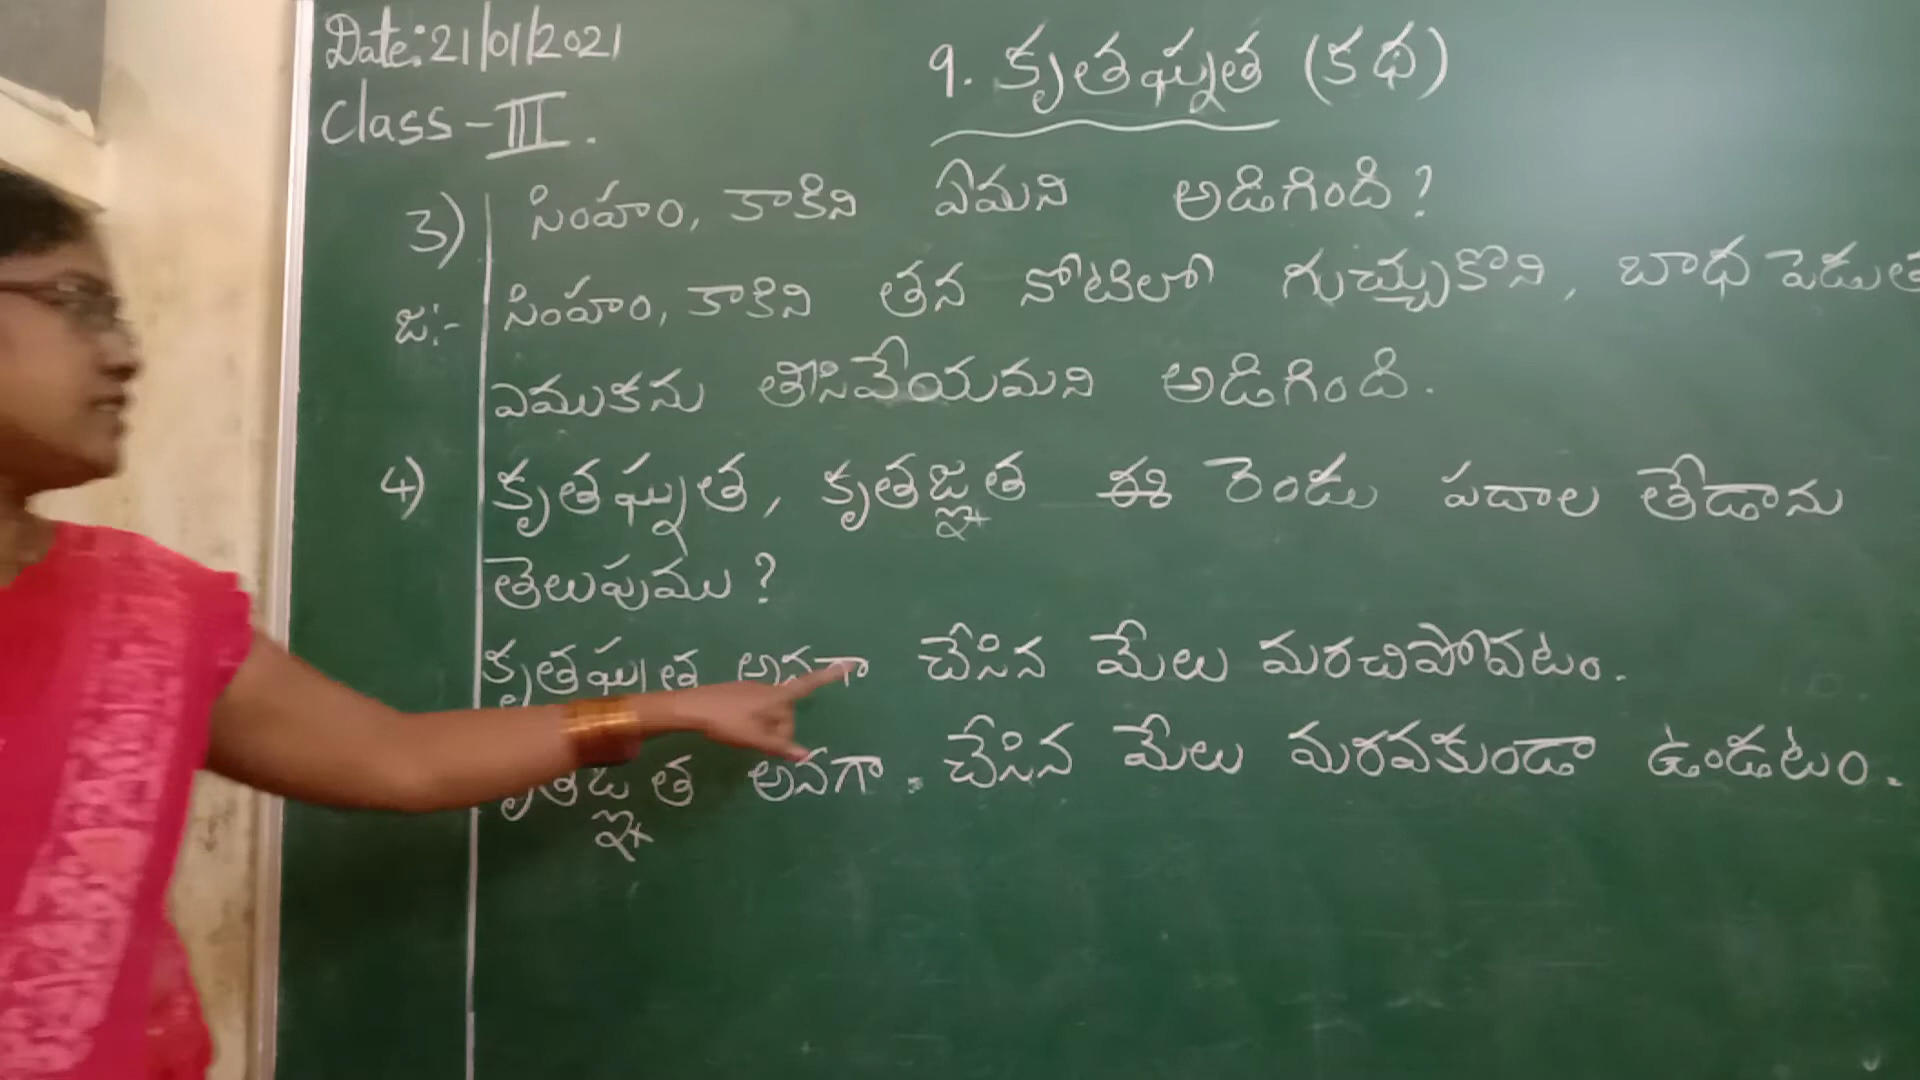 Date: 21/01/2021
Class - III.
9. కృతఘ్నత (కథ)
3) సింహం, కాకిని ఏమని అడిగింది?
జ:- సింహం, కాకిని తన నోటిలో గుచ్చుకొని, బాధ పెడుత
ఎముకను తీసివేయమని అడిగింది.
4) కృతఘ్నత, కృతజ్ఞత ఈ రెండు పదాల తేడాను
తెలుపుము?
కృతఘ్నత అనగా చేసిన మేలు మరచిపోవటం.
కృతజ్ఞత అనగా. చేసిన మేలు మరవకుండా ఉండటం.